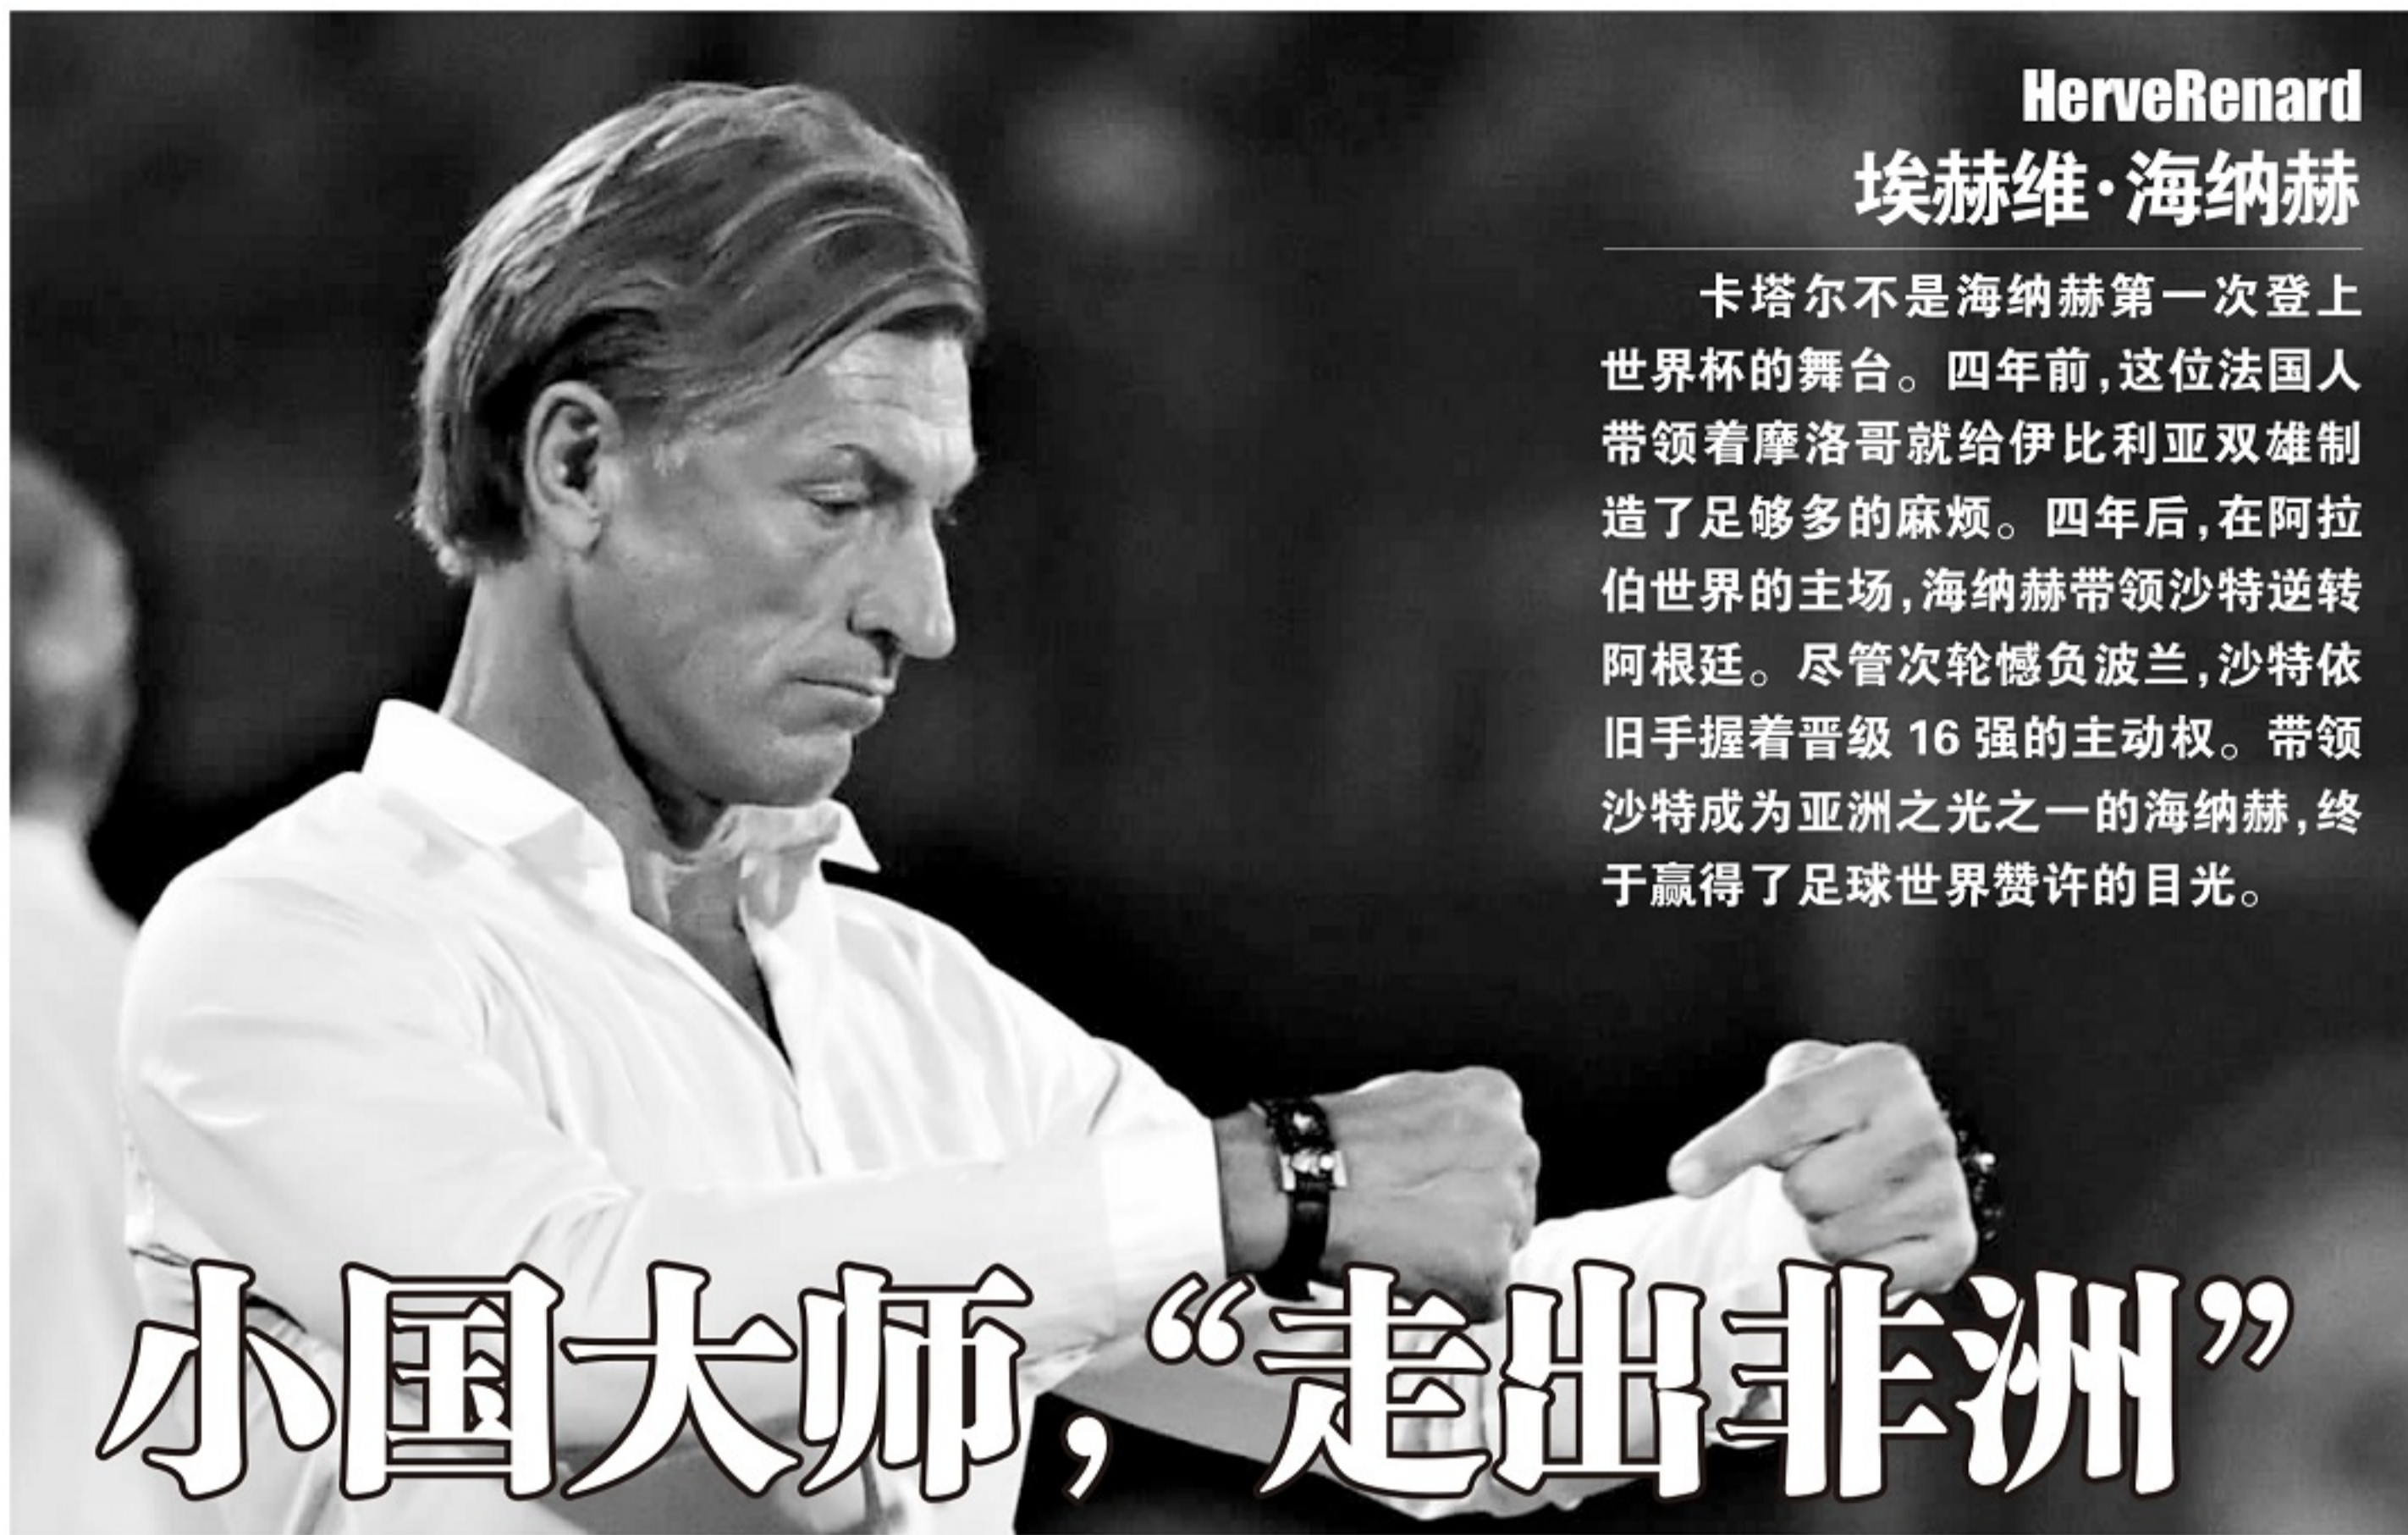 HerveRenard
埃赫维·海纳赫
卡塔尔不是海纳赫第一次登上
世界杯的舞台。四年前,这位法国人
带领着摩洛哥就给伊比利亚双雄制
造了足够多的麻烦。四年后,在阿拉
伯世界的主场,海纳赫带领沙特逆转
阿根廷。尽管次轮憾负波兰,沙特依
旧手握着晋级 16 强的主动权。带领
沙特成为亚洲之光之一的海纳赫,终
于赢得了足球世界赞许的目光。
小国大师,“走出非洲”